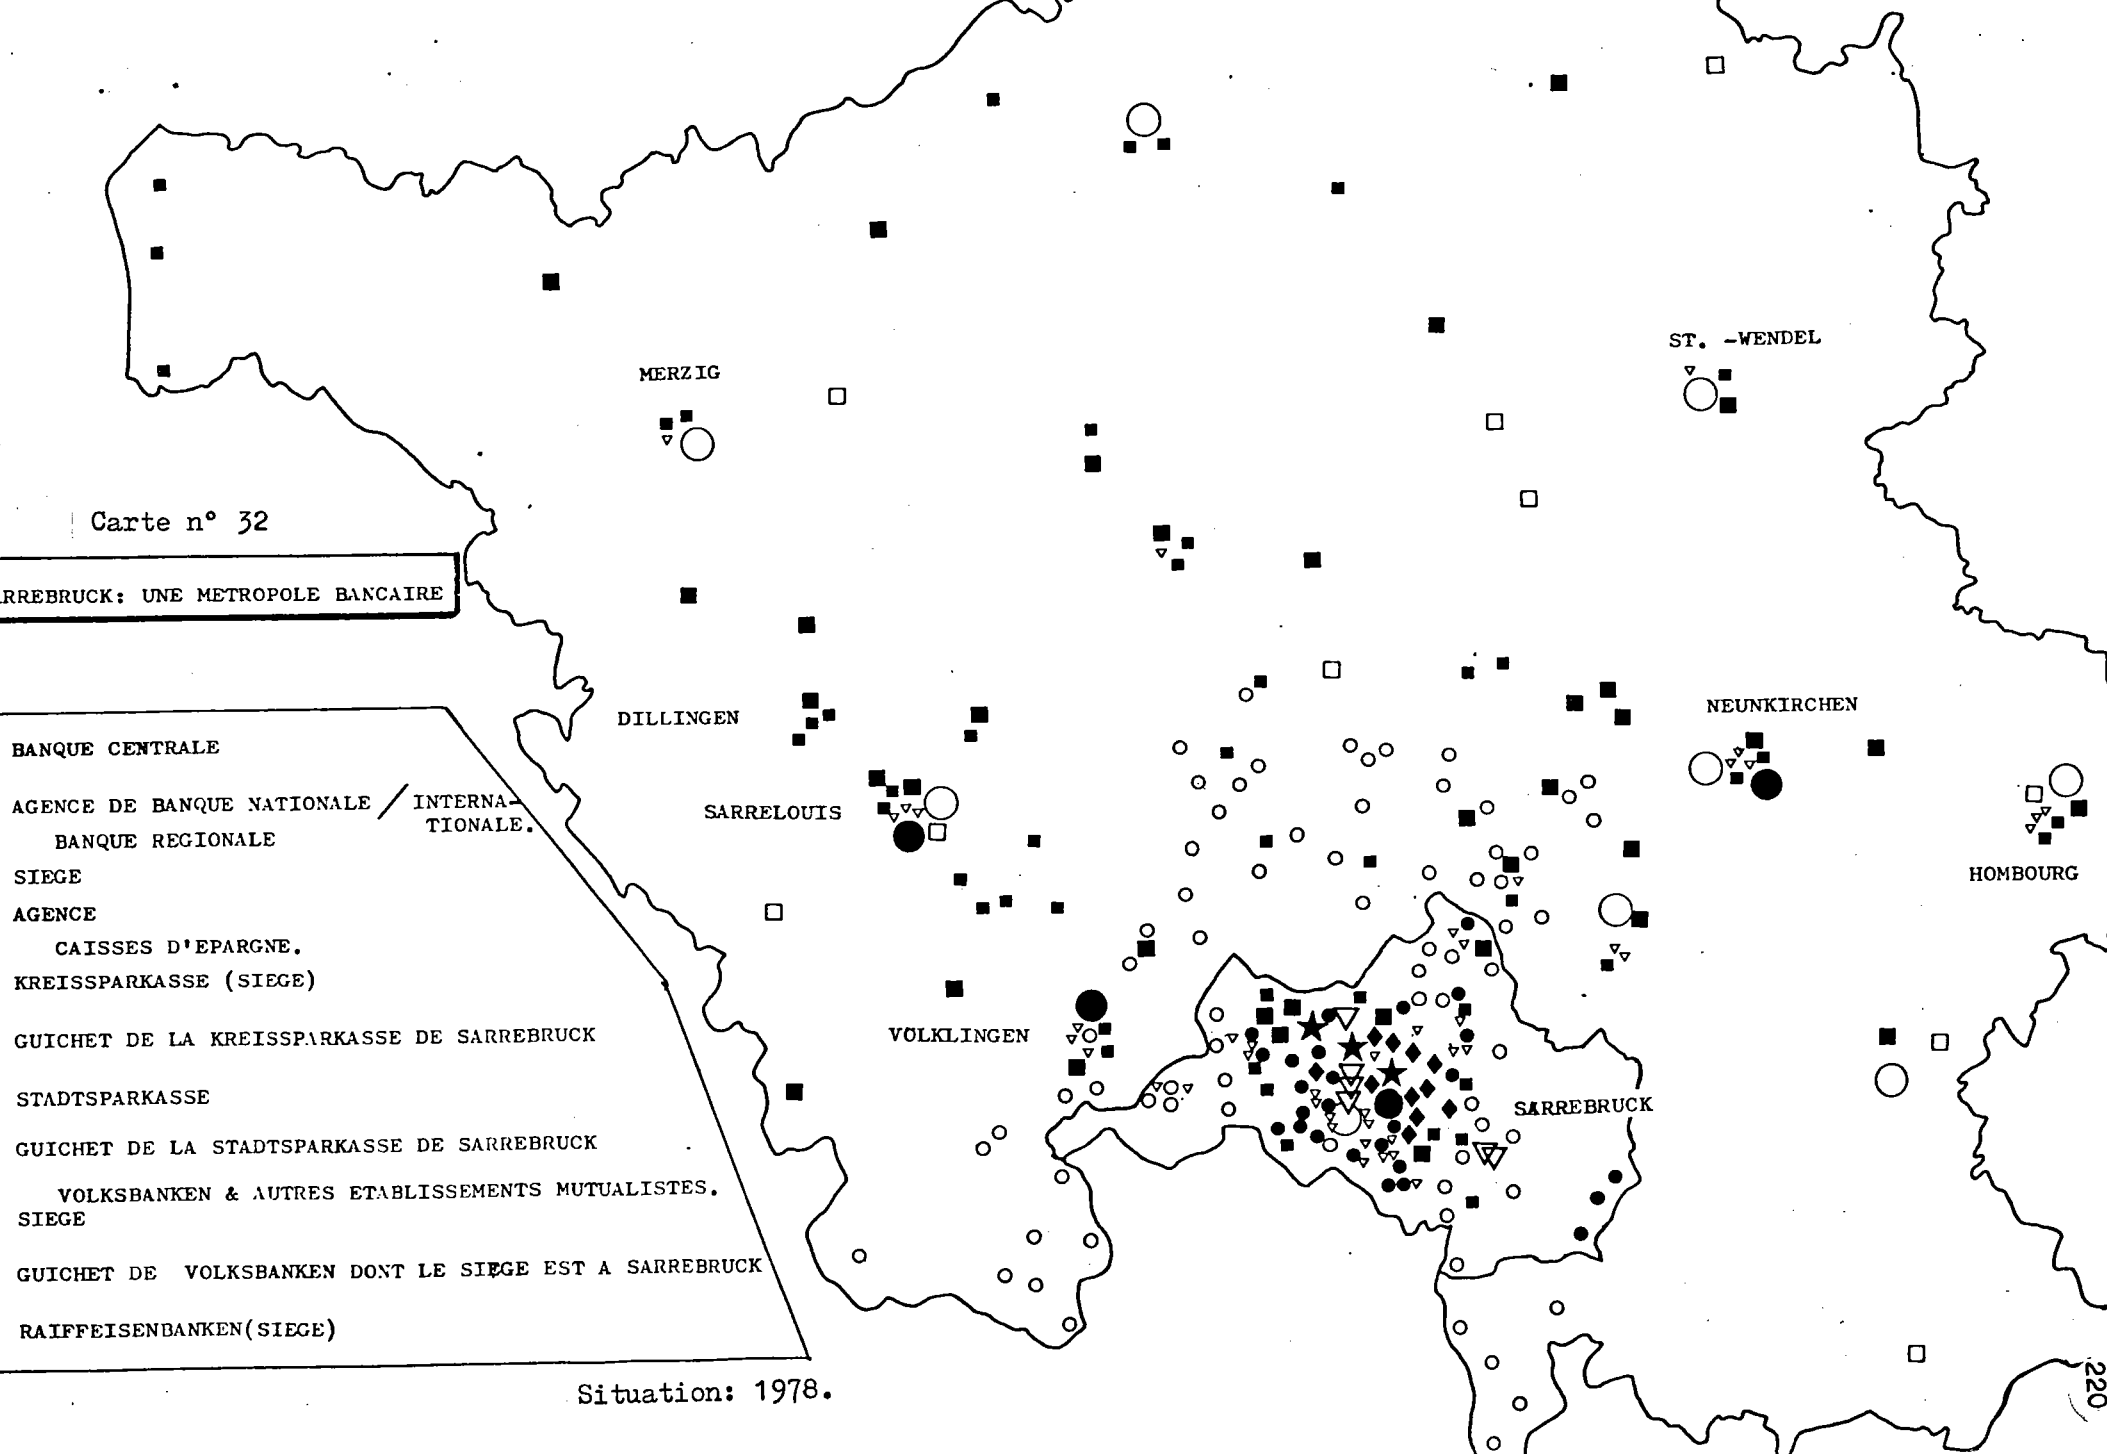 ST. -WENDEL
MERZIG
Carte n° 32
RREBRUCK: UNE METROPOLE BANCAIRE
DILLINGEN
NEUNKIRCHEN
SARRELOUIS
HOMBOURG
BANQUE CENTRALE
AGENCE DE BANQUE NATIONALE / INTERNA-
TIONALE.
BANQUE REGIONALE
SIEGE
AGENCE
CAISSES D'EPARGNE.
KREISSPARKASSE (SIEGE)
VOLKLINGEN
GUICHET DE LA KREISSPARKASSE DE SARREBRUCK
STADTSPARKASSE
SARREBRUCK
GUICHET DE LA STADTSPARKASSE DE SARREBRUCK
VOLKSBANKEN & AUTRES ETABLISSEMENTS MUTUALISTES.
SIEGE
GUICHET DE VOLKSBANKEN DONT LE SIEGE EST A SARREBRUCK
RAIFFEISENBANKEN(SIEGE)
Situation: 1978.
220